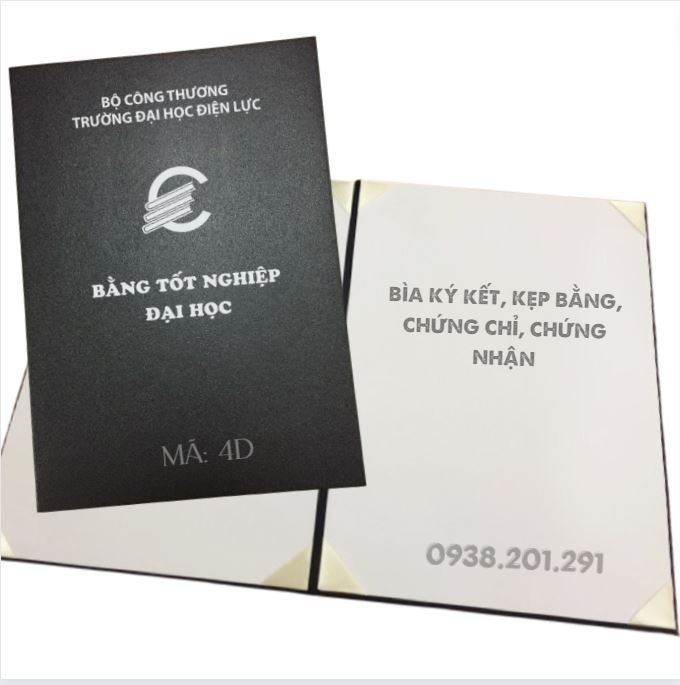 BỘ CÔNG THƯƠNG
TRƯỜNG ĐẠI HỌC ĐIỆN LỰC
BẰNG TỐT NGHIỆP
ĐẠI HỌC
MÃ: 4D
BÌA KÝ KẾT, KẸP BẰNG,
CHỨNG CHỈ, CHỨNG
NHẬN
0938.201.291